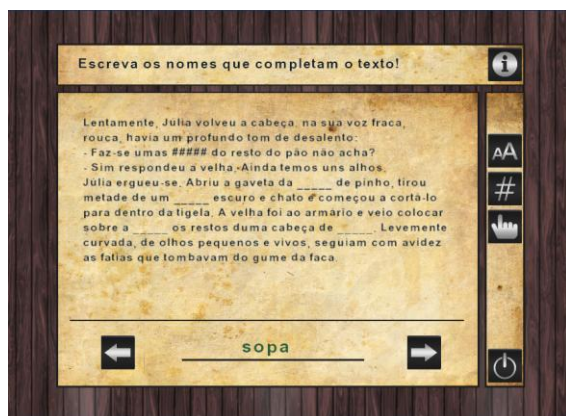 Escreva os nomes que completam o texto!
Lentamente, Júlia volveu a cabeça, na sua voz fraca,
rouca, havia um profundo tom de desalento:
- Faz-se umas ##### do resto do pão não acha?
- Sim respondeu a velha,-Ainda temos uns alhos.
Júlia ergueu-se. Abriu a gaveta da _____ de pinho, tirou
metade de um _____ escuro e chato e começou a cortá-lo
para dentro da tigela. A velha foi ao armário e veio colocar
sobre a _____ os restos duma cabeça de _____. Levemente
curvada, de olhos pequenos e vivos, seguiam com avidez
as fatias que tombavam do gume da faca.
sopa
i
AA
#